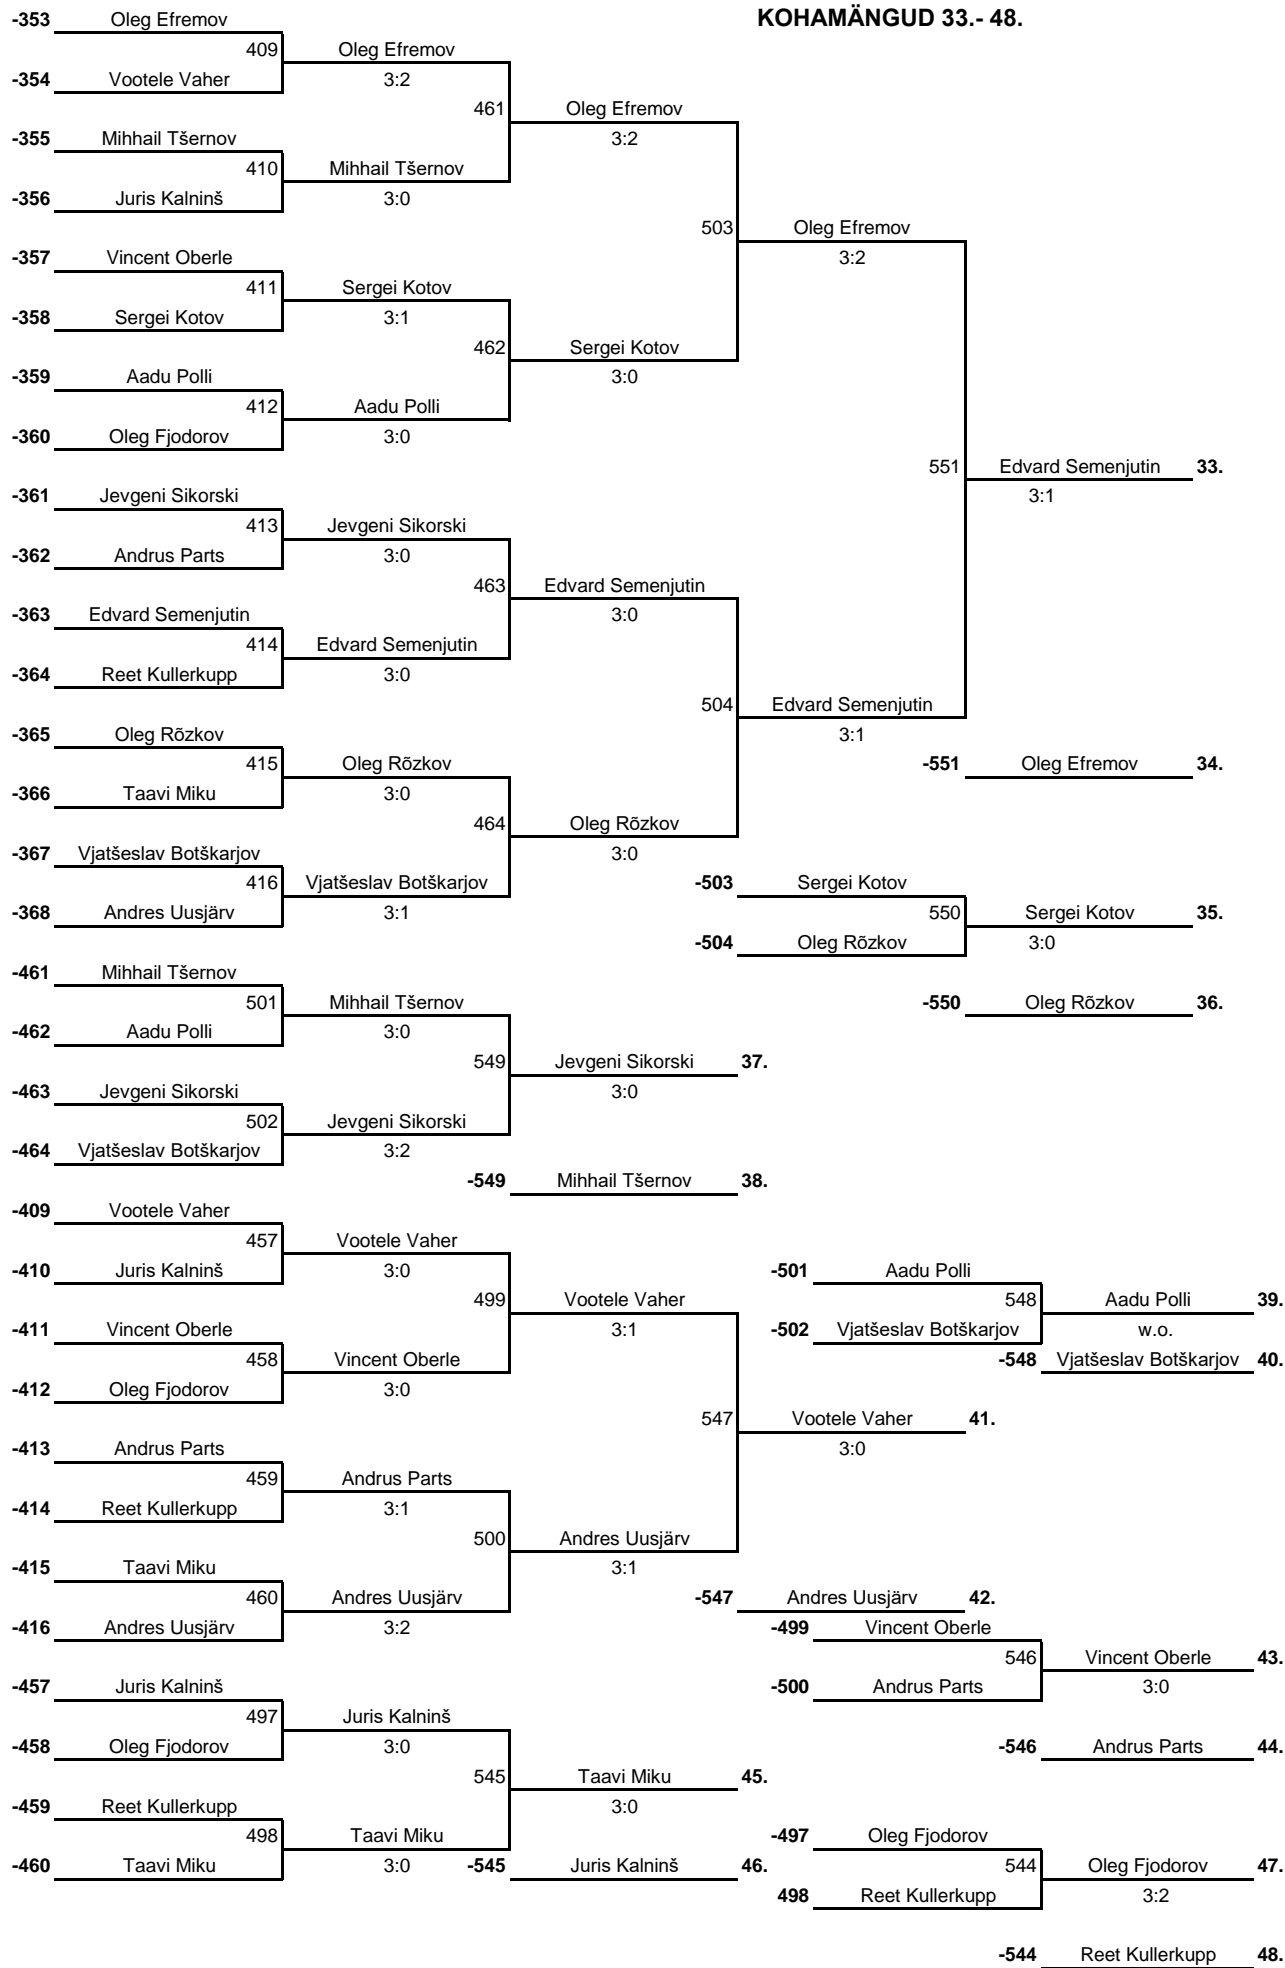 -353 Oleg Efremov KOHAMÄNGUD 33.- 48.
409 Oleg Efremov
-354 Vootele Vaher 3:2
461 Oleg Efremov
-355 Mihhail Tšernov 3:2
410 Mihhail Tšernov
-356 Juris Kalninš 3:0
503 Oleg Efremov
-357 Vincent Oberle 3:2
411 Sergei Kotov
-358 Sergei Kotov 3:1
462 Sergei Kotov
-359 Aadu Polli 3:0
412 Aadu Polli
-360 Oleg Fjodorov 3:0
551 Edvard Semenjutin 33.
-361 Jevgeni Sikorski 3:1
413 Jevgeni Sikorski
-362 Andrus Parts 3:0
463 Edvard Semenjutin
-363 Edvard Semenjutin 3:0
414 Edvard Semenjutin
-364 Reet Kullerkupp 3:0
504 Edvard Semenjutin
-365 Oleg Rõzkov 3:1
415 Oleg Rõzkov -551 Oleg Efremov 34.
-366 Taavi Miku 3:0
464 Oleg Rõzkov
-367 Vjatšeslav Botškarjov 3:0
416 Vjatšeslav Botškarjov -503 Sergei Kotov
-368 Andres Uusjärv 3:1 550 Sergei Kotov 35.
-504 Oleg Rõzkov 3:0
-461 Mihhail Tšernov
501 Mihhail Tšernov -550 Oleg Rõzkov 36.
-462 Aadu Polli 3:0
549 Jevgeni Sikorski 37.
-463 Jevgeni Sikorski 3:0
502 Jevgeni Sikorski
-464 Vjatšeslav Botškarjov 3:2
-549 Mihhail Tšernov 38.
-409 Vootele Vaher
457 Vootele Vaher
-410 Juris Kalninš 3:0 -501 Aadu Polli
499 Vootele Vaher 548 Aadu Polli 39.
-411 Vincent Oberle 3:1 -502 Vjatšeslav Botškarjov w.o.
458 Vincent Oberle -548 Vjatšeslav Botškarjov 40.
-412 Oleg Fjodorov 3:0
547 Vootele Vaher 41.
-413 Andrus Parts 3:0
459 Andrus Parts
-414 Reet Kullerkupp 3:1
500 Andres Uusjärv
-415 Taavi Miku 3:1
460 Andres Uusjärv -547 Andres Uusjärv 42.
-416 Andres Uusjärv 3:2 -499 Vincent Oberle
546 Vincent Oberle 43.
-457 Juris Kalninš -500 Andrus Parts 3:0
497 Juris Kalninš
-458 Oleg Fjodorov 3:0 -546 Andrus Parts 44.
545 Taavi Miku 45.
-459 Reet Kullerkupp 3:0
498 Taavi Miku -497 Oleg Fjodorov
-460 Taavi Miku 3:0 -545 Juris Kalninš 46. 544 Oleg Fjodorov 47.
498 Reet Kullerkupp 3:2
-544 Reet Kullerkupp 48.